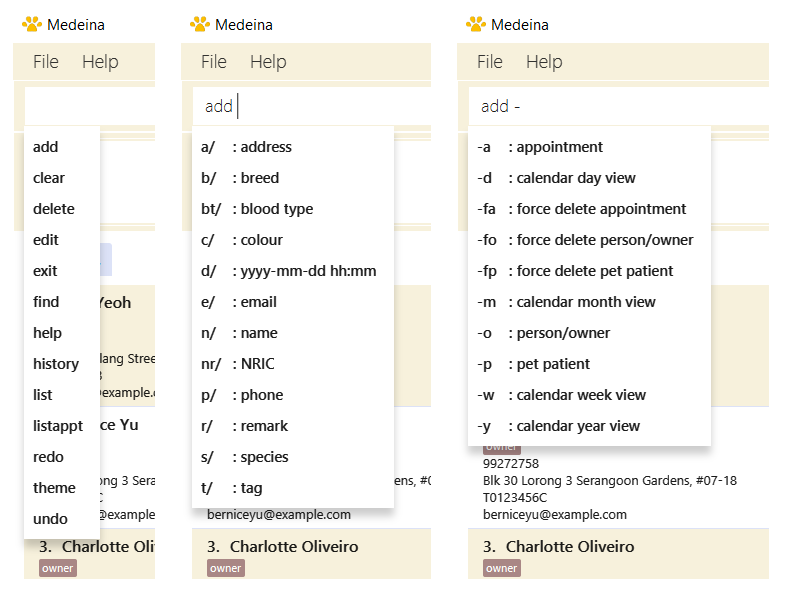 Medeina
File Help
add
clear
delete
edit
exit
find
help
history
list
listappt
redo
theme
undo
Yeoh
lang Stree
B
@example.c
ce Yu
ong 3 Seran
C
@example.
3. Charlotte Oli
owner
Medeina
File Help
add
a/ : address
b/ : breed
bt/ : blood type
c/ : colour
d/ : yyyy-mm-dd hh:mm
e/ : email
n/ : name
nr/ : NRIC
p/ : phone
r/ : remark
s/ : species
t/ : tag
ens, #0
berniceyu@example.com
3. Charlotte Oliveiro
owner
Medeina
File Help
add -
-a : appointment
-d : calendar day view
-fa : force delete appointment
-fo : force delete person/owner
-fp : force delete pet patient
-m : calendar month view
-o : person/owner
-p : pet patient
-w : calendar week view
-y : calendar year view
owner
99272758
Blk 30 Lorong 3 Serangoon Gardens, #07-18
T0123456C
berniceyu@example.com
3. Charlotte Oliveiro
owner